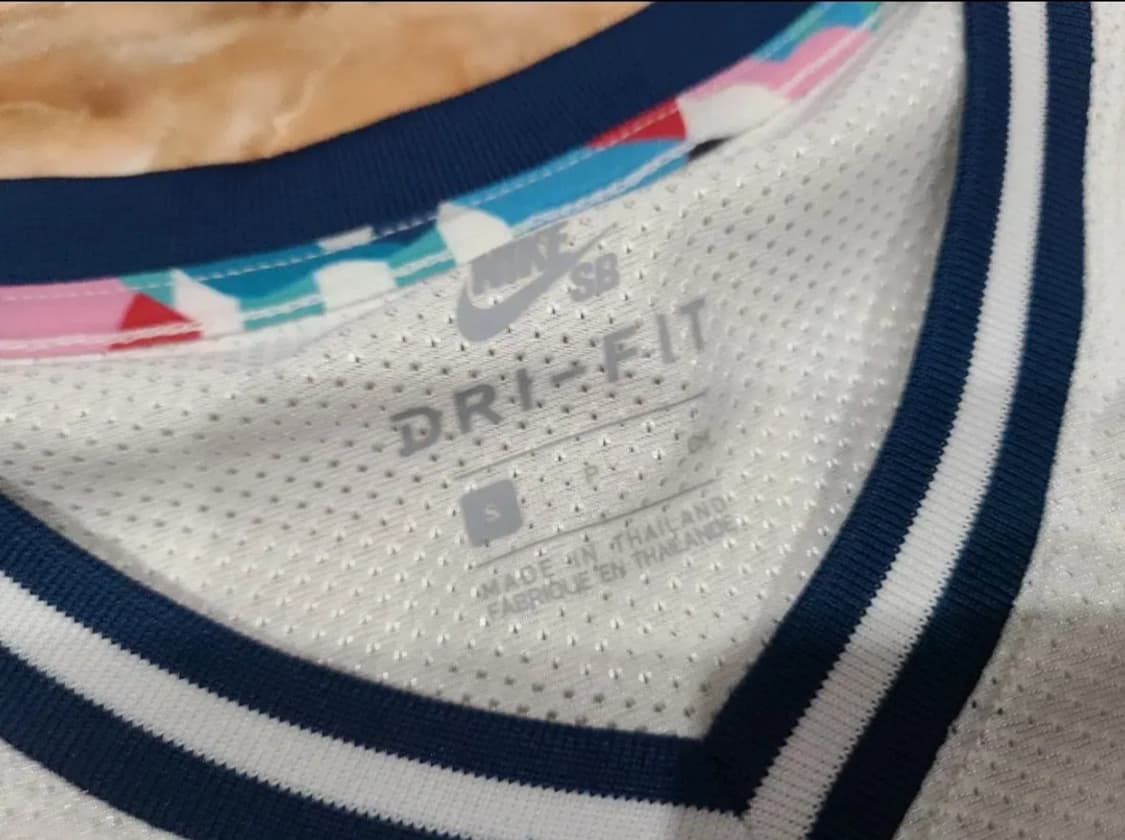 NIKE
SB
DRI-FIT
S
MADE IN THAILAND
FABRIQUE EN THAILANDE